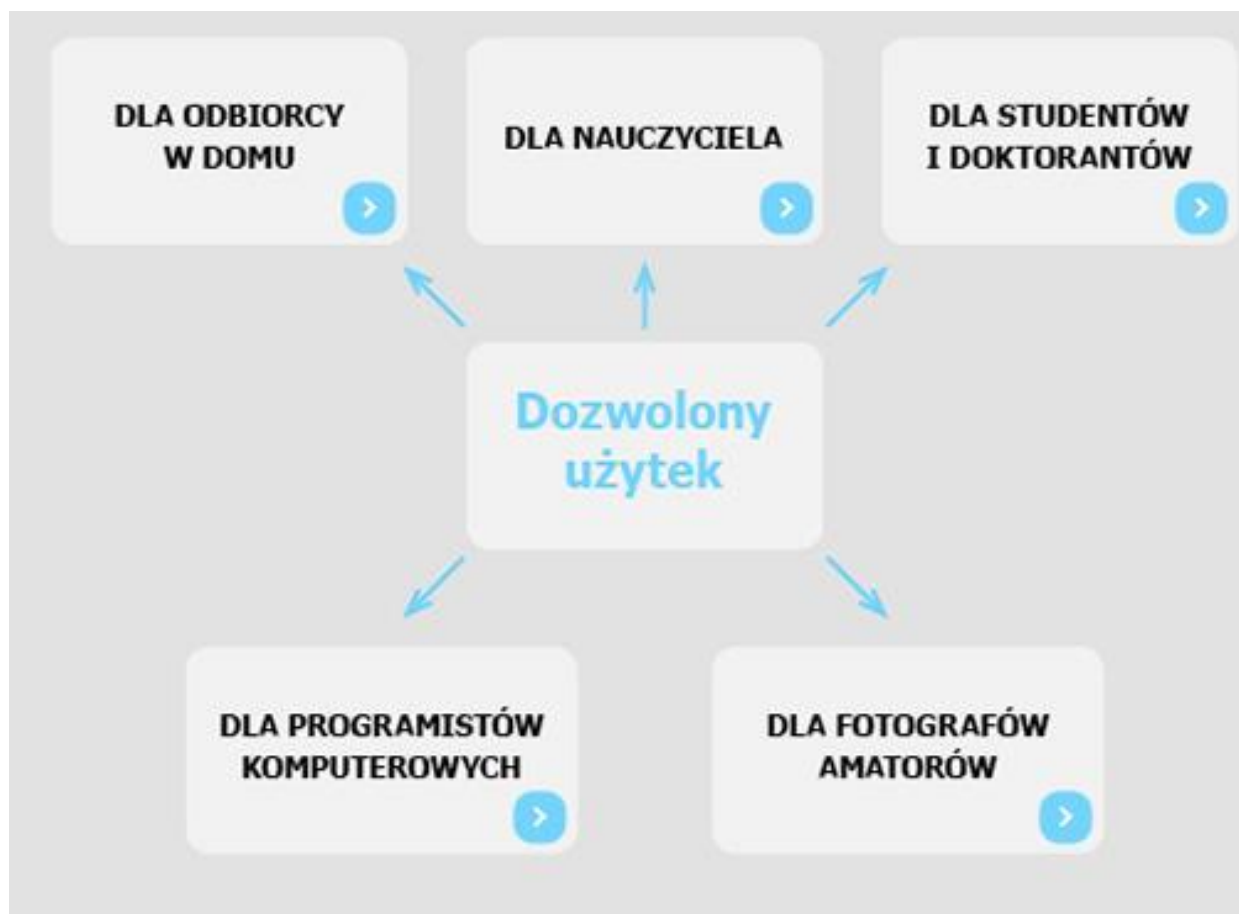 DLA ODBIORCY
W DOMU
DLA NAUCZYCIELA
DLA STUDENTÓW
I DOKTORANTÓW
Dozwolony
użytek
DLA PROGRAMISTÓW
KOMPUTEROWYCH
DLA FOTOGRAFÓW
AMATORÓW